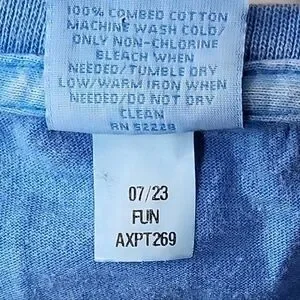 100% COMBED COTTON
MACHINE WASH COLD/
ONLY NON-CHLORINE
BLEACH WHEN
NEEDED/TUMBLE DRY
LOW/WARM IRON WHEN
NEEDED/DO NOT DRY
CLEAN
RN 52228
07/23
FUN
AXPT269